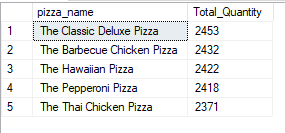 pizza_name Total_Quantity
1 The Classic Deluxe Pizza 2453
2 The Barbecue Chicken Pizza 2432
3 The Hawaiian Pizza 2422
4 The Pepperoni Pizza 2418
5 The Thai Chicken Pizza 2371